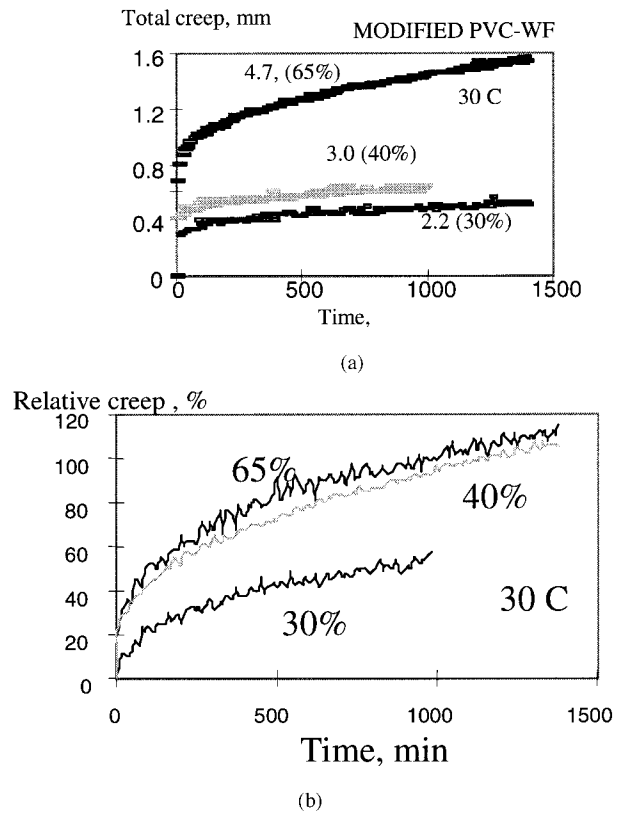 Total creep, mm
MODIFIED PVC-WF
1.6
4.7, (65%)
30 C
1.2
3.0 (40%)
0.8
0.4
2.2 (30%)
0
0 500 1000 1500
Time,
(a)
Relative creep , %
120
100
65%
40%
80
60
40
30%
30 C
20
0
0 500 1000 1500
Time, min
(b)